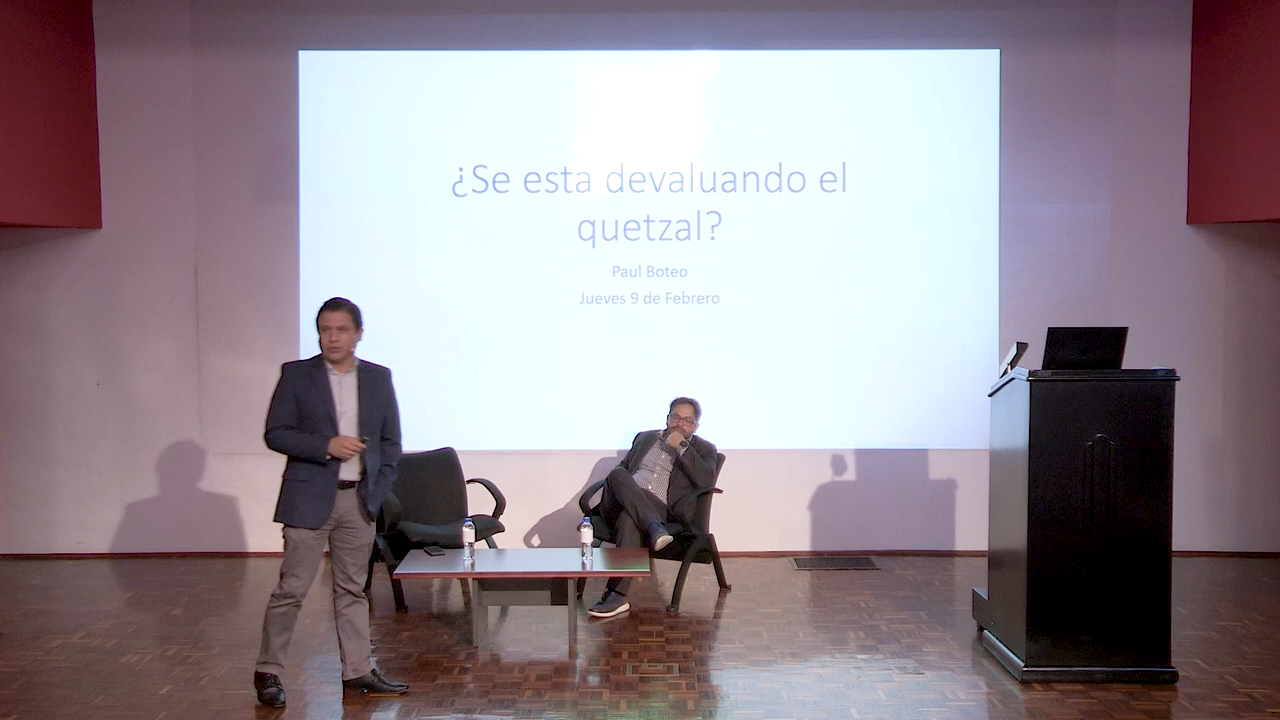 ¿Se esta devaluando el
quetzal?
Paul Boteo
Jueves 9 de Febrero